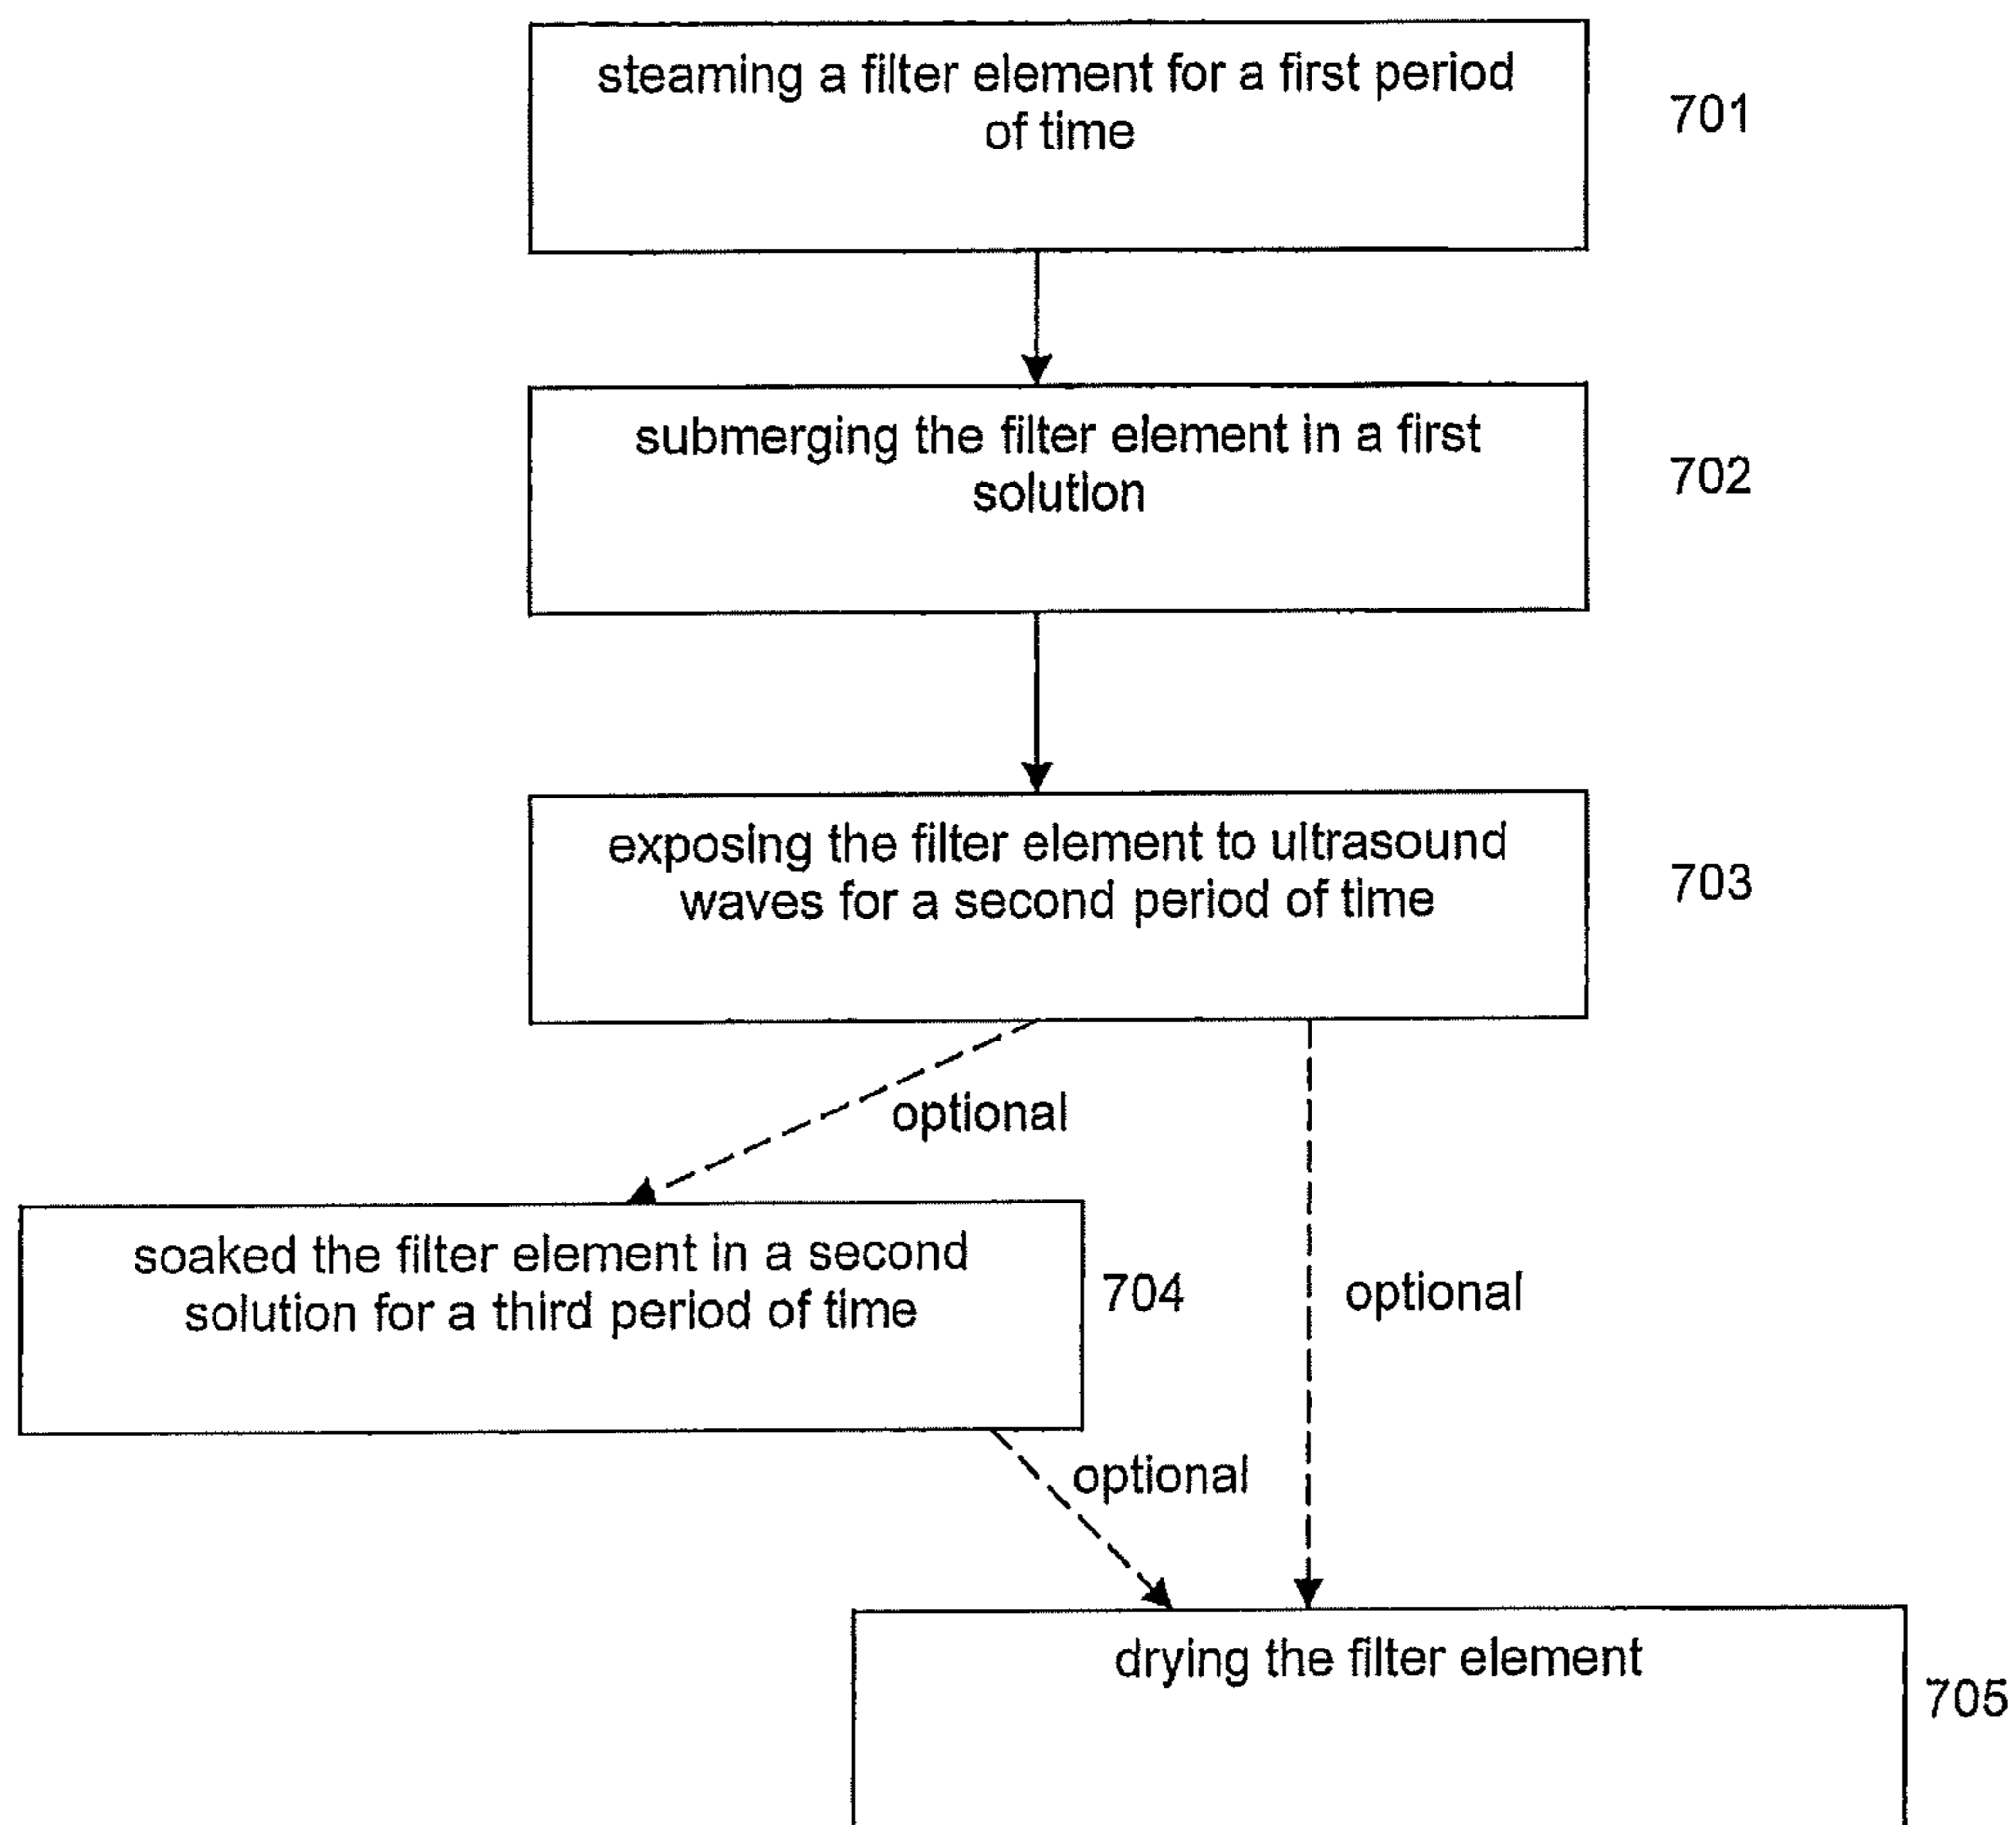 steaming a filter element for a first period
of time
701
submerging the filter element in a first
solution
702
exposing the filter element to ultrasound
waves for a second period of time
703
optional
soaked the filter element in a second
solution for a third period of time
704
optional
optional
drying the filter element
705